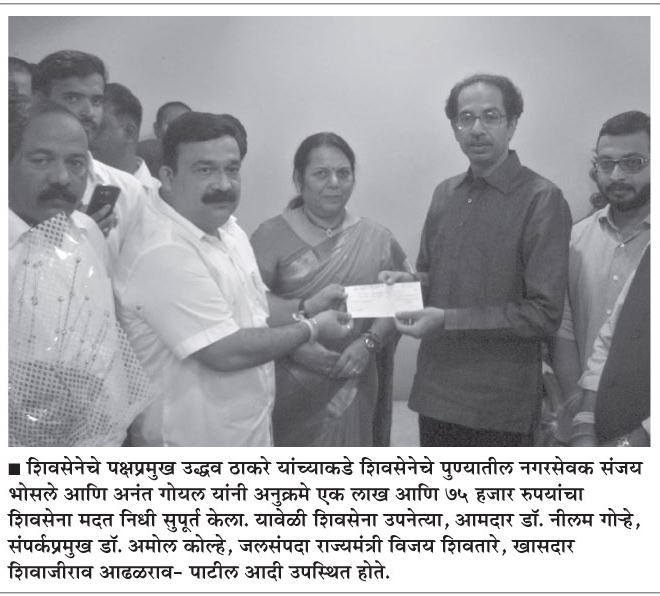 ■ शिवसेनेचे पक्षप्रमुख उद्धव ठाकरे यांच्याकडे शिवसेनेचे पुण्यातील नगरसेवक संजय
भोसले आणि अनंत गोयल यांनी अनुक्रमे एक लाख आणि ७५ हजार रुपयांचा
शिवसेना मदत निधी सुपूर्त केला. यावेळी शिवसेना उपनेत्या, आमदार डॉ. नीलम गोऱ्हे,
संपर्कप्रमुख डॉ. अमोल कोल्हे, जलसंपदा राज्यमंत्री विजय शिवतारे, खासदार
शिवाजीराव आढळराव- पाटील आदी उपस्थित होते.